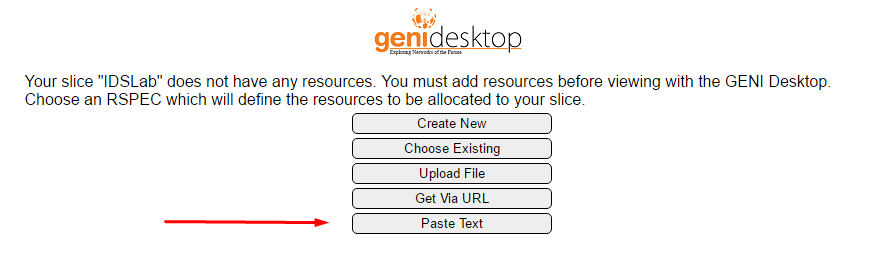 genidesktop
Exploring Networks of the Future
Your slice "IDSLab" does not have any resources. You must add resources before viewing with the GENI Desktop.
Choose an RSPEC which will define the resources to be allocated to your slice.
Create New
Choose Existing
Upload File
Get Via URL
Paste Text